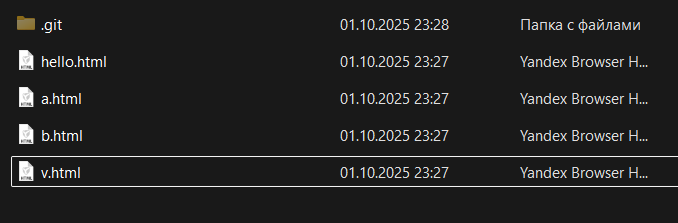 .git 01.10.2025 23:28 Папка с файлами
hello.html 01.10.2025 23:27 Yandex Browser H...
a.html 01.10.2025 23:27 Yandex Browser H...
b.html 01.10.2025 23:27 Yandex Browser H...
v.html 01.10.2025 23:27 Yandex Browser H...